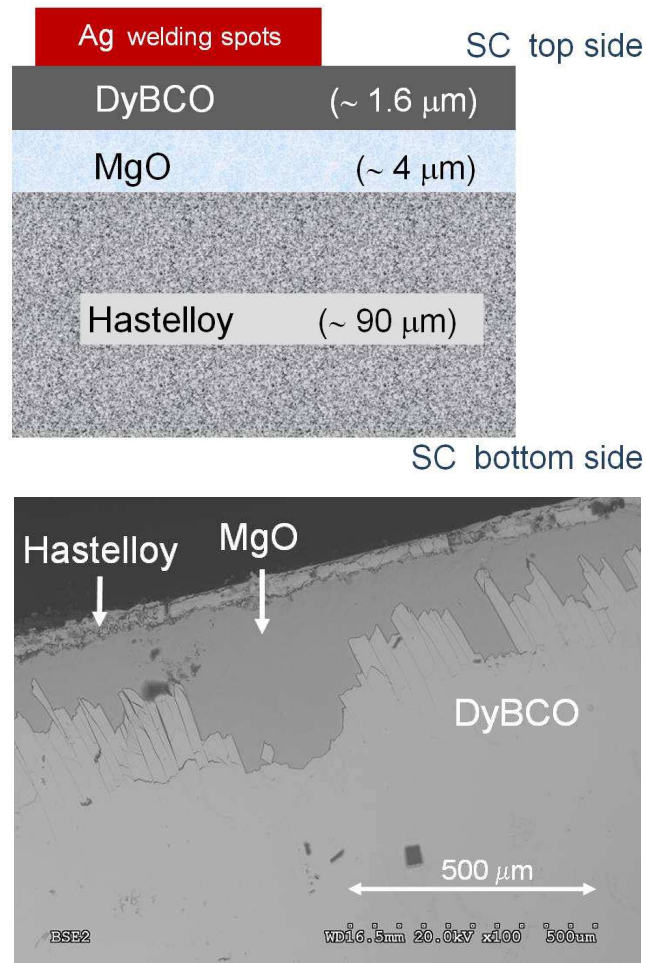 Ag welding spots
SC top side
DyBCO (~ 1.6 μm)
MgO (~ 4 μm)
Hastelloy (~ 90 μm)
SC bottom side
Hastelloy MgO
DyBCO
500 μm
BSE2 WD16.5mm 20.0kV x100 500um